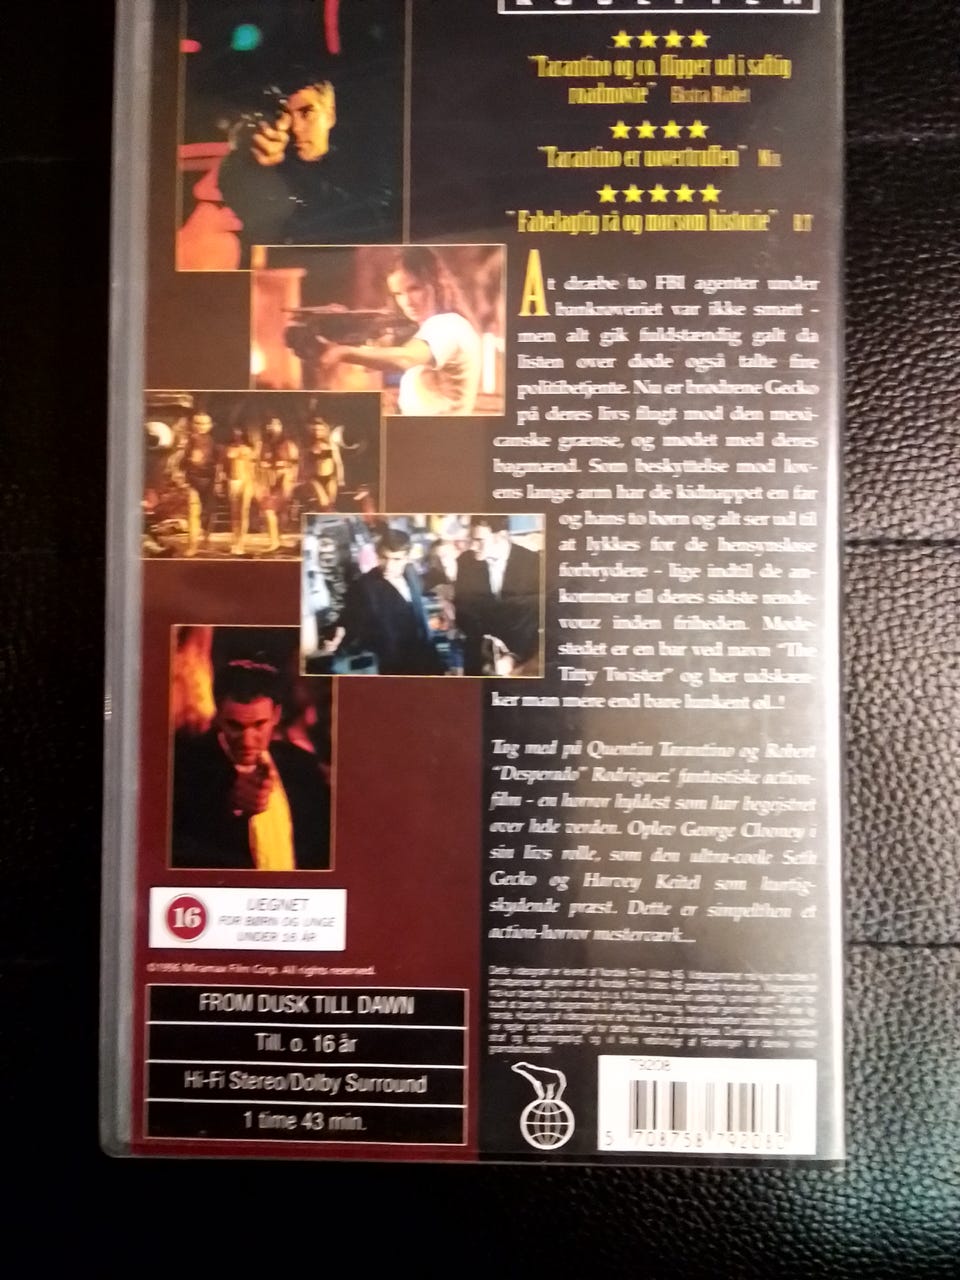 ★★★★
"Tarantino og co. flipper ud i saftig
roadmovie" Ekstra Bladet
★★★★
"Tarantino er uovertruffen"
★★★★★
"Fabelagtig rå og morsom historie" BT
At dræbe to FBI agenter under
bankrøveriet var ikke smart -
men alt gik fuldstændig galt da
listen over døde også talte fire
politibetjente. Nu er brødrene Gecko
på deres livs flugt mod den mexi-
canske grænse, og mødet med deres
bagmænd. Som beskyttelse mod lov-
ens lange arm har de kidnappet en far
og hans to børn og alt ser ud til
at lykkes for de hensynsløse
forbrydere - lige indtil de an-
kommer til deres sidste rende-
vouz inden friheden. Møde-
stedet er en bar ved navn "The
Titty Twister" og her udskæn-
ker man mere end bare lunkent øl..!
Tag med på Quentin Tarantino og Robert
"Desperado" Rodriguez' fantastiske action-
film - en horror hyldest som har begejstret
over hele verden. Oplev George Clooney i
sin livs rolle, som den ultra-coole Seth
Gecko og Harvey Keitel som hurtig-
skydende præst. Dette er simpelthen et
action-horror mesterværk...
16
UEGNET
FOR BØRN OG UNGE
UNDER 16 ÅR
©1996 Miramax Film Corp. All rights reserved.
FROM DUSK TILL DAWN
Till. o. 16 år
Hi-Fi Stereo/Dolby Surround
1 time 43 min.
79208
5 708758 792080